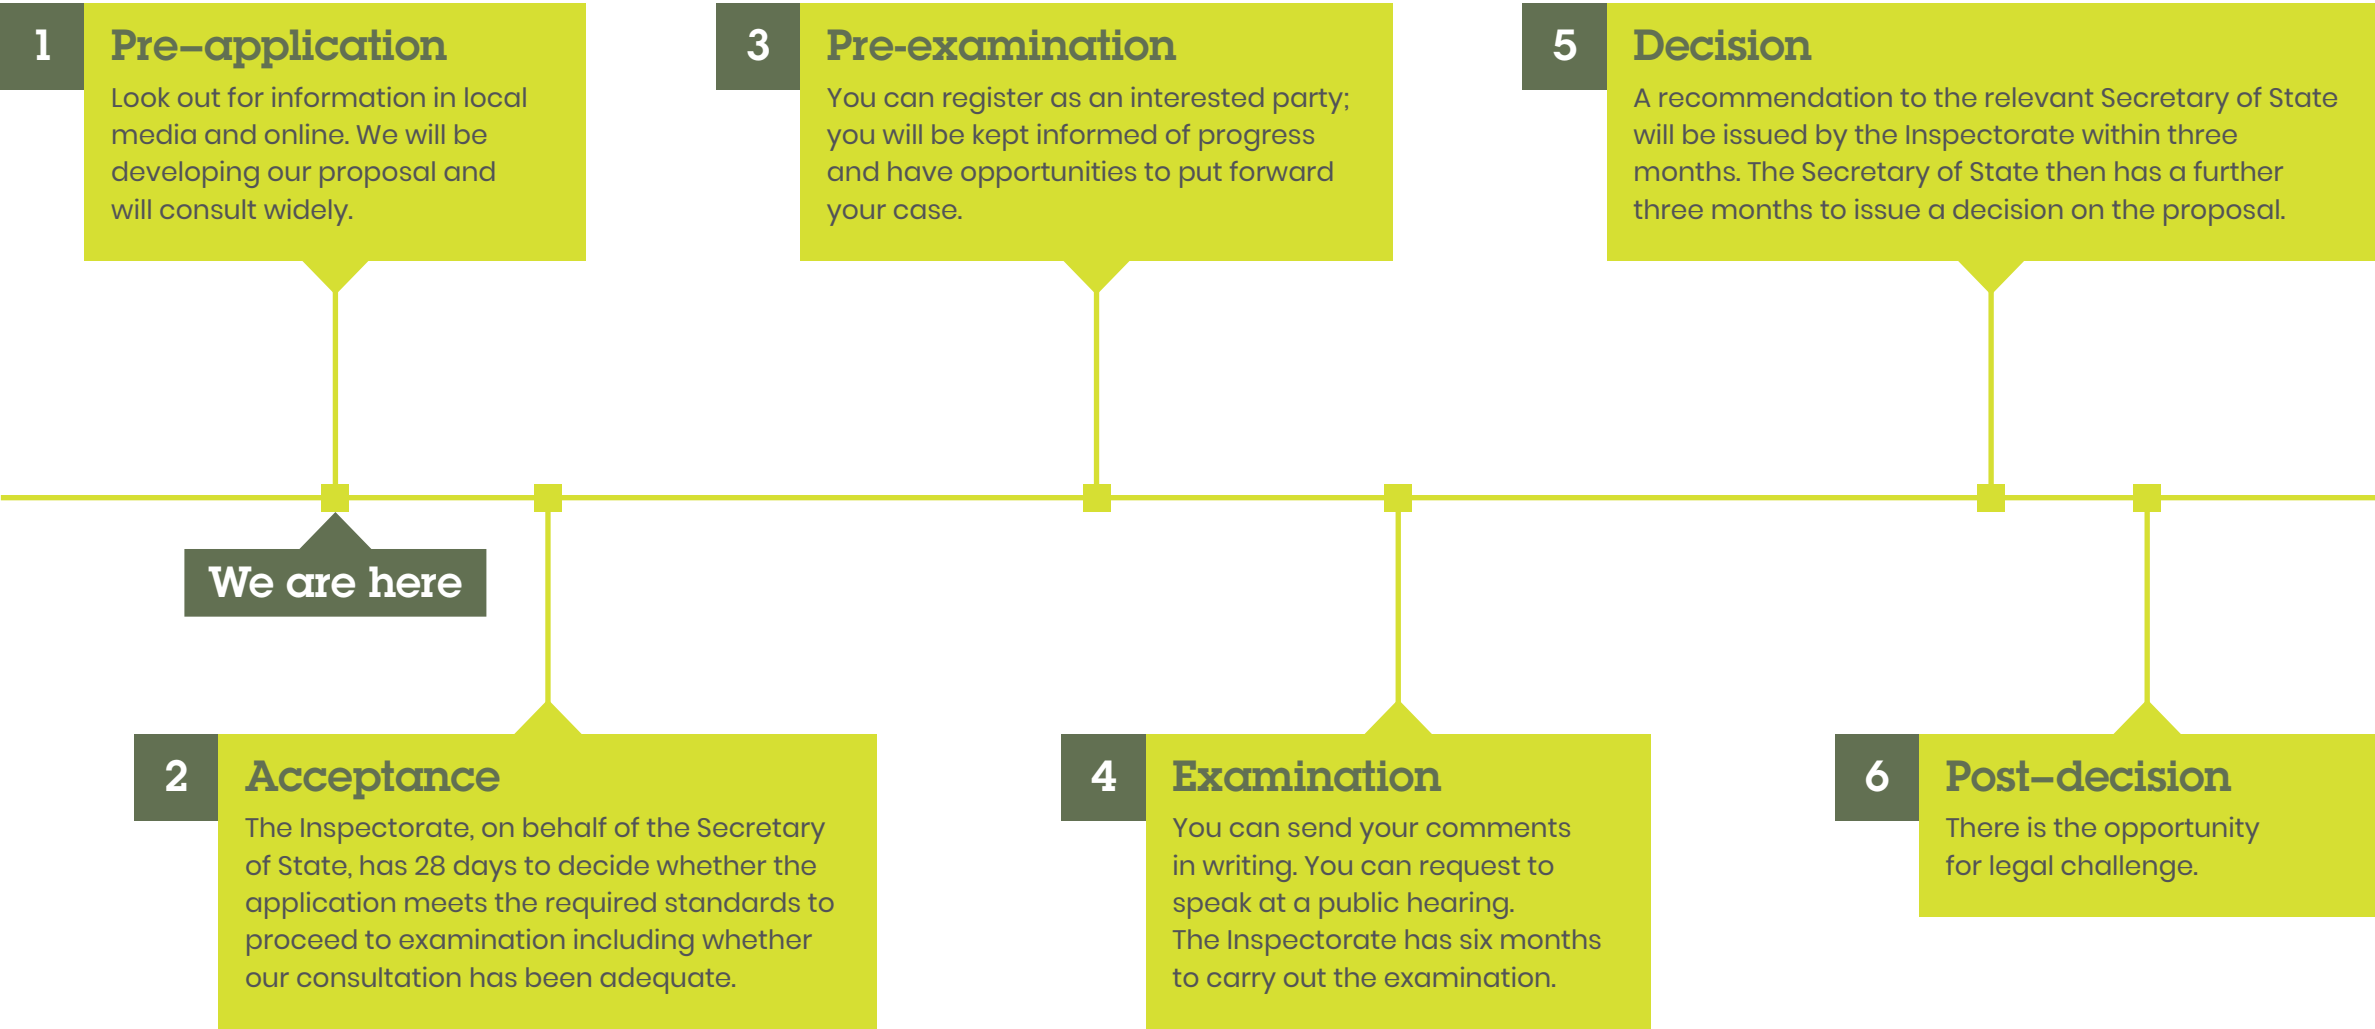 1
Pre–application
Look out for information in local
media and online. We will be
developing our proposal and
will consult widely.
We are here
2
Acceptance
The Inspectorate, on behalf of the Secretary
of State, has 28 days to decide whether the
application meets the required standards to
proceed to examination including whether
our consultation has been adequate.
3
Pre-examination
You can register as an interested party;
you will be kept informed of progress
and have opportunities to put forward
your case.
4
Examination
You can send your comments
in writing. You can request to
speak at a public hearing.
The Inspectorate has six months
to carry out the examination.
5
Decision
A recommendation to the relevant Secretary of State
will be issued by the Inspectorate within three
months. The Secretary of State then has a further
three months to issue a decision on the proposal.
6
Post–decision
There is the opportunity
for legal challenge.